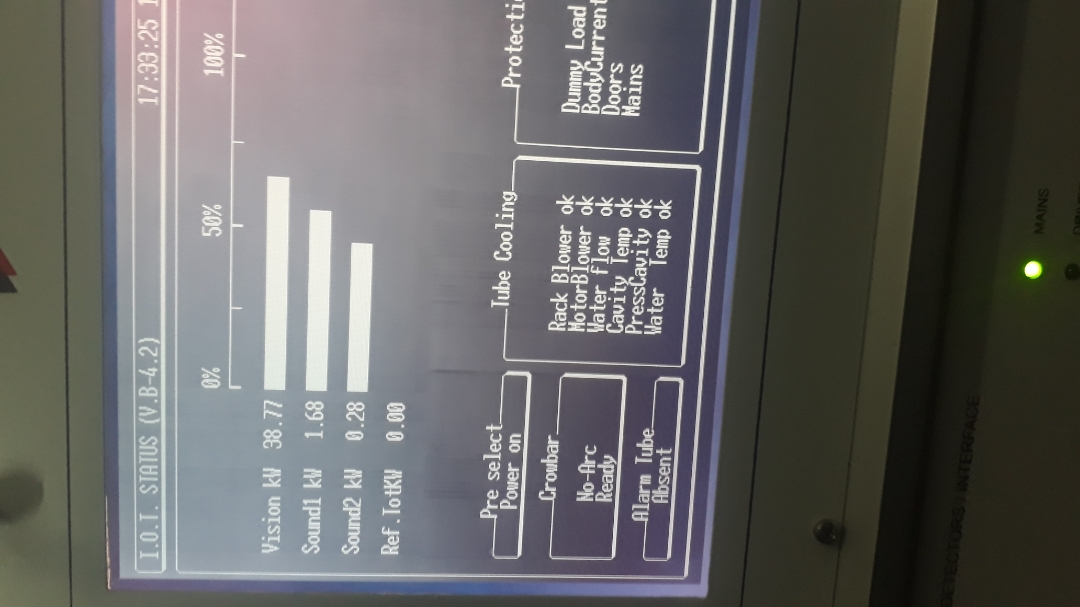 I.O.T. STATUS (V.B-4.2) 17:33:25
0% 50% 100%
Vision kW 38.77
Sound1 kW 1.68
Sound2 kW 0.28
Ref.TotKW 0.00
Pre select
Power on
Crowbar
No-Arc
Ready
Alarm Tube
Absent
Tube Cooling
Rack Blower ok
MotorBlower ok
Water flow ok
Cavity Temp ok
PressCavity ok
Water Temp ok
Protecti
Dummy Load
BodyCurrent
Doors
Mains
DETECTORS / INTERFACE
MAINS